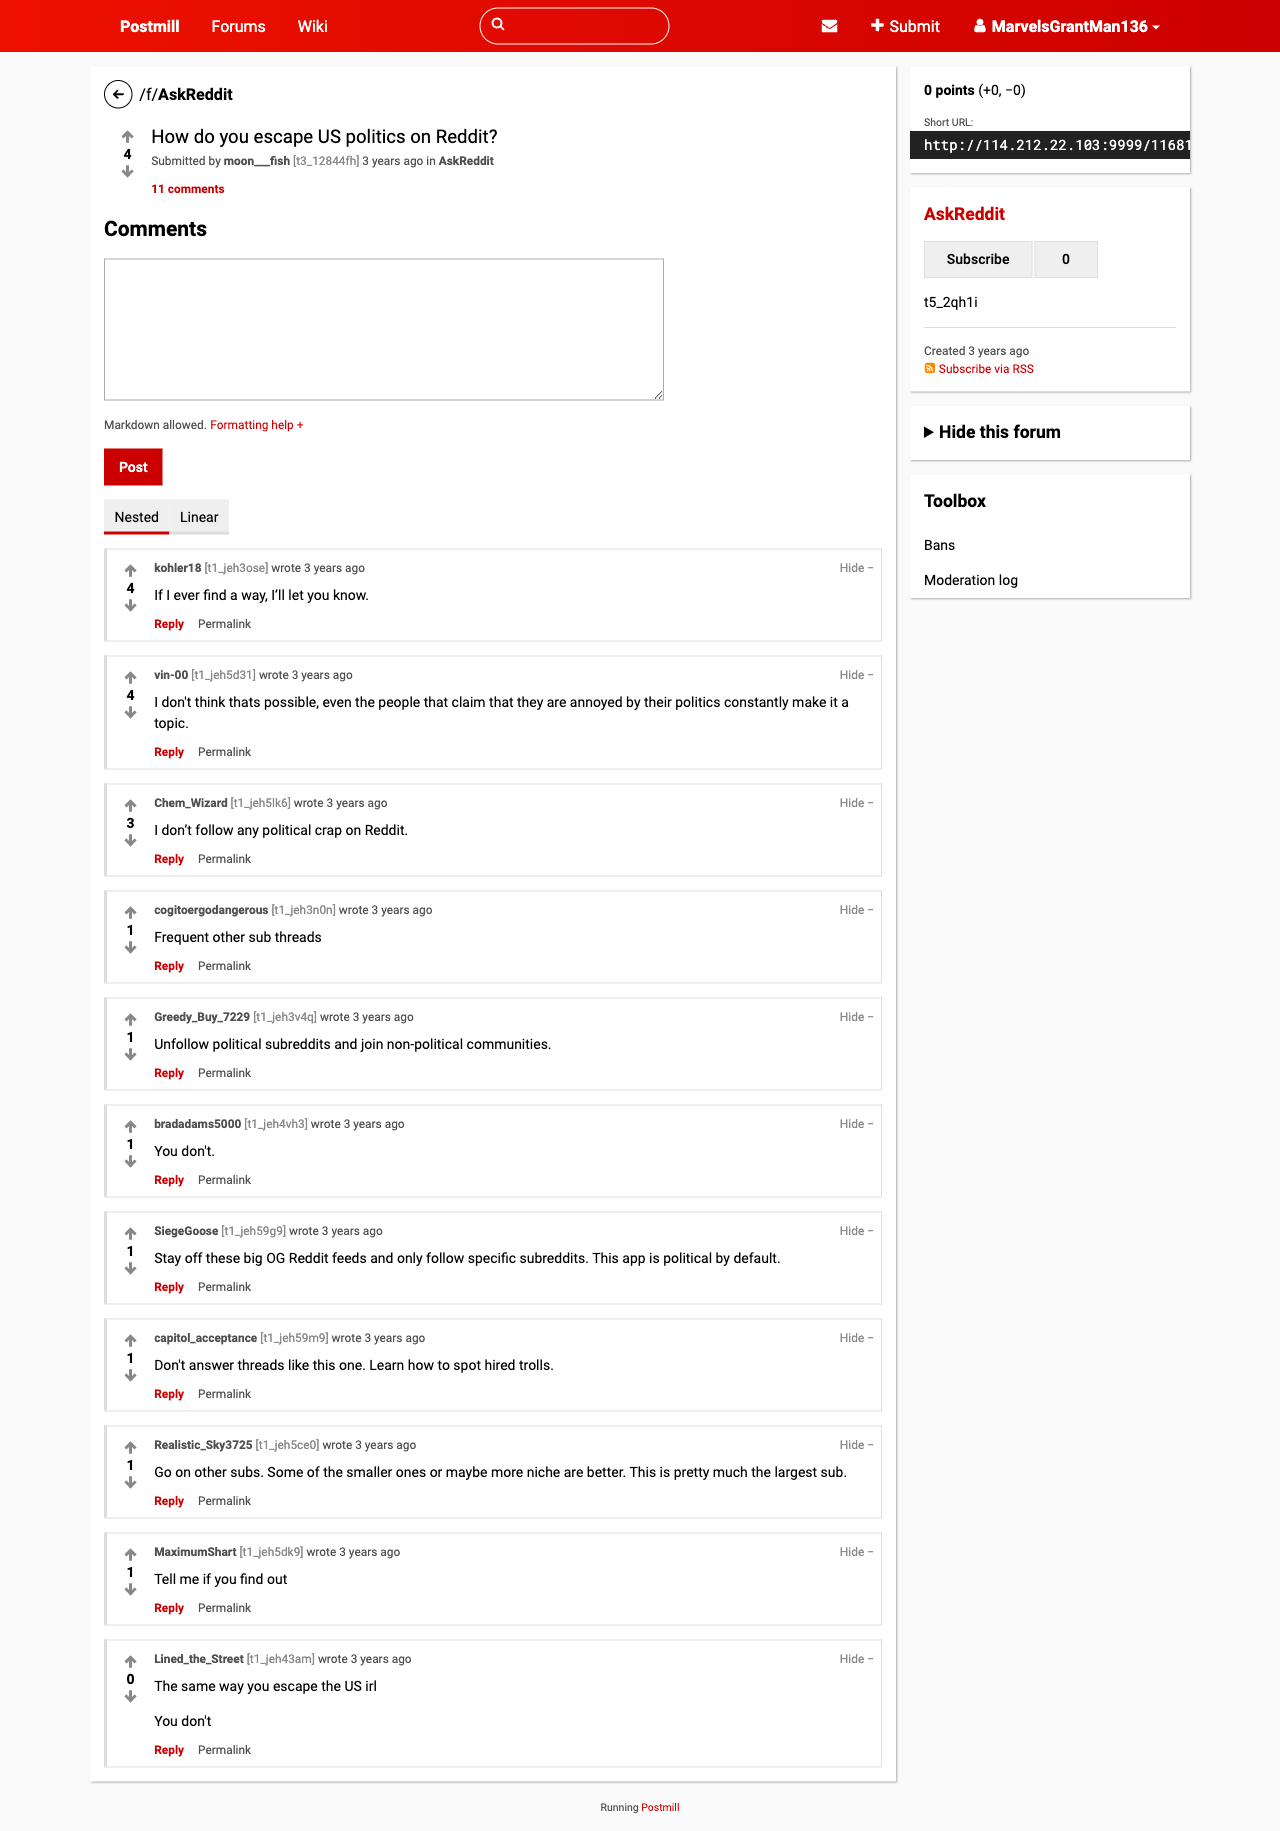 Postmill
Forums
Wiki
Submit
MarvelsGrantMan136
/f/AskReddit
4
How do you escape US politics on Reddit?
Submitted by moon___fish [t3_12844fh] 3 years ago in AskReddit
11 comments
Comments
Markdown allowed. Formatting help +
Post
Nested
Linear
kohler18 [t1_jeh3ose] wrote 3 years ago
Hide −
4
If I ever find a way, I’ll let you know.
Reply Permalink
vin-00 [t1_jeh5d31] wrote 3 years ago
Hide −
4
I don't think thats possible, even the people that claim that they are annoyed by their politics constantly make it a
topic.
Reply Permalink
Chem_Wizard [t1_jeh5lk6] wrote 3 years ago
Hide −
3
I don’t follow any political crap on Reddit.
Reply Permalink
cogitoergodangerous [t1_jeh3n0n] wrote 3 years ago
Hide −
1
Frequent other sub threads
Reply Permalink
Greedy_Buy_7229 [t1_jeh3v4q] wrote 3 years ago
Hide −
1
Unfollow political subreddits and join non-political communities.
Reply Permalink
bradadams5000 [t1_jeh4vh3] wrote 3 years ago
Hide −
1
You don't.
Reply Permalink
SiegeGoose [t1_jeh59g9] wrote 3 years ago
Hide −
1
Stay off these big OG Reddit feeds and only follow specific subreddits. This app is political by default.
Reply Permalink
capitol_acceptance [t1_jeh59m9] wrote 3 years ago
Hide −
1
Don't answer threads like this one. Learn how to spot hired trolls.
Reply Permalink
Realistic_Sky3725 [t1_jeh5ce0] wrote 3 years ago
Hide −
1
Go on other subs. Some of the smaller ones or maybe more niche are better. This is pretty much the largest sub.
Reply Permalink
MaximumShart [t1_jeh5dk9] wrote 3 years ago
Hide −
1
Tell me if you find out
Reply Permalink
Lined_the_Street [t1_jeh43am] wrote 3 years ago
Hide −
0
The same way you escape the US irl
You don't
Reply Permalink
0 points (+0, −0)
Short URL:
http://114.212.22.103:9999/11681
AskReddit
Subscribe 0
t5_2qh1i
Created 3 years ago
Subscribe via RSS
Hide this forum
Toolbox
Bans
Moderation log
Running Postmill